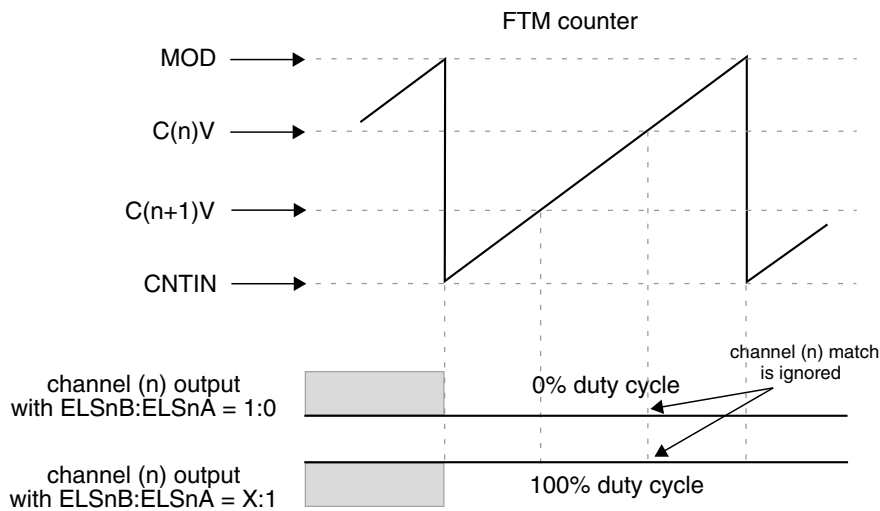 FTM counter
MOD
C(n)V
C(n+1)V
CNTIN
channel (n) match
is ignored
channel (n) output
with ELSnB:ELSnA = 1:0
0% duty cycle
channel (n) output
with ELSnB:ELSnA = X:1
100% duty cycle